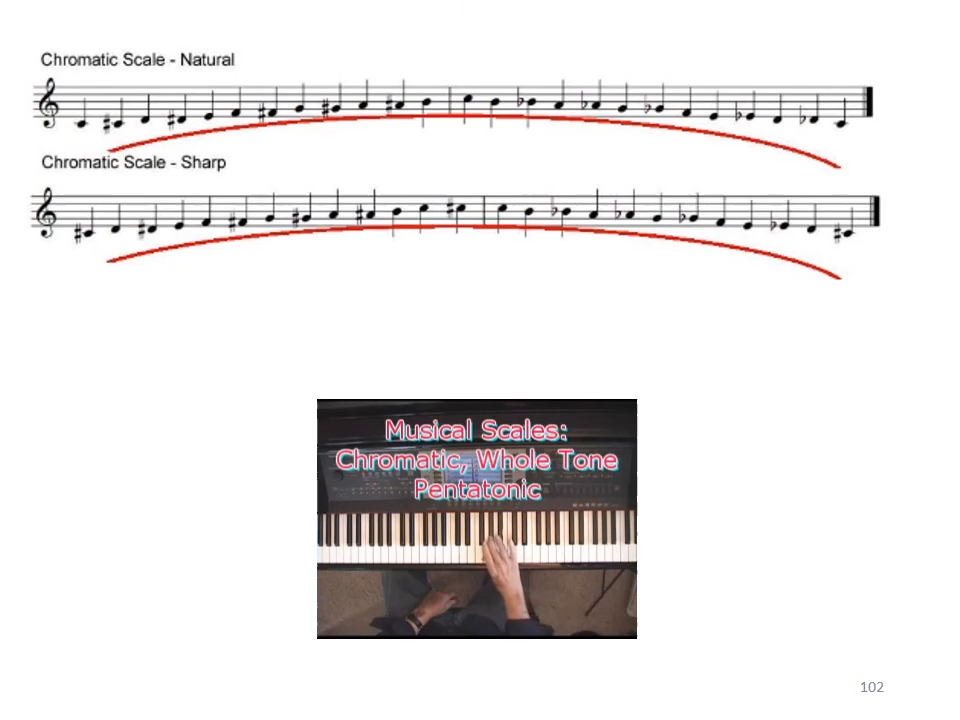 Chromatic Scale - Natural
Chromatic Scale - Sharp
Musical Scales:
Chromatic, Whole Tone
Pentatonic
102